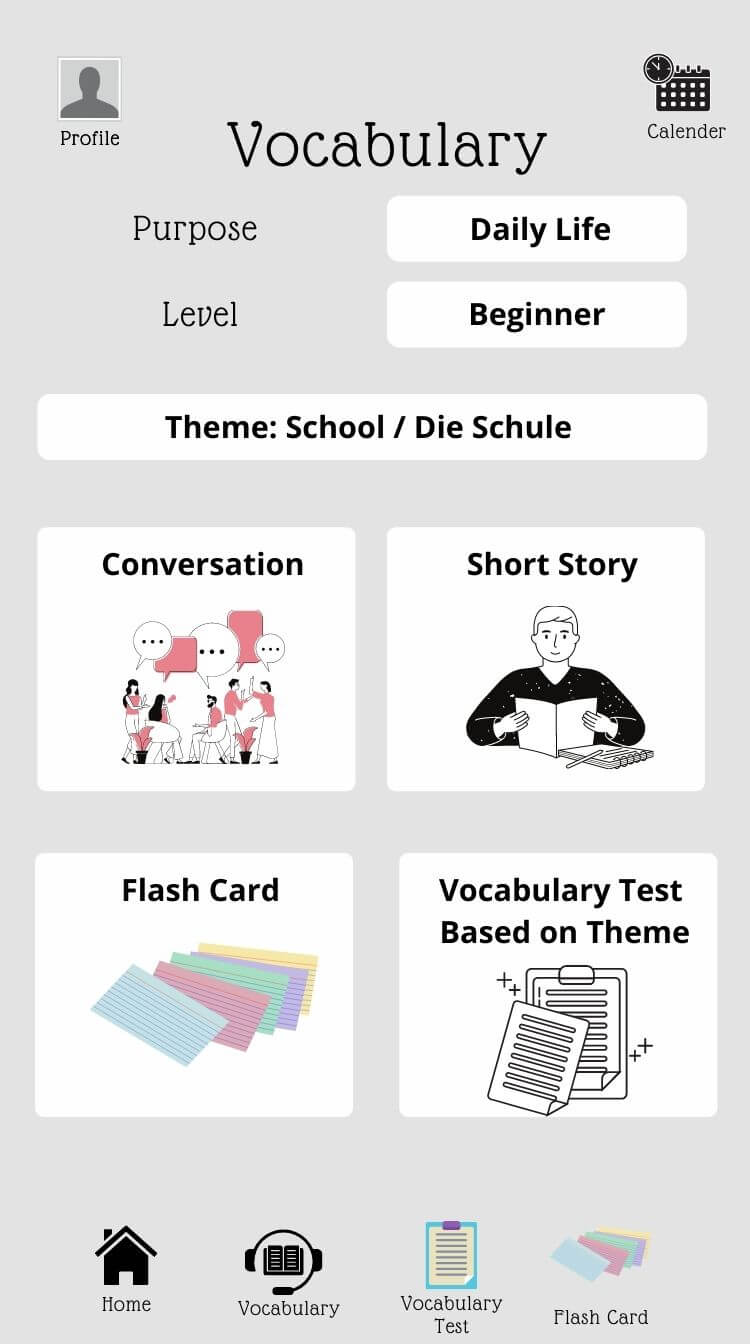 Profile
Calender
Vocabulary
Purpose
Daily Life
Level
Beginner
Theme: School / Die Schule
Conversation
Short Story
Flash Card
Vocabulary Test
Based on Theme
Home
Vocabulary
Vocabulary
Test
Flash Card